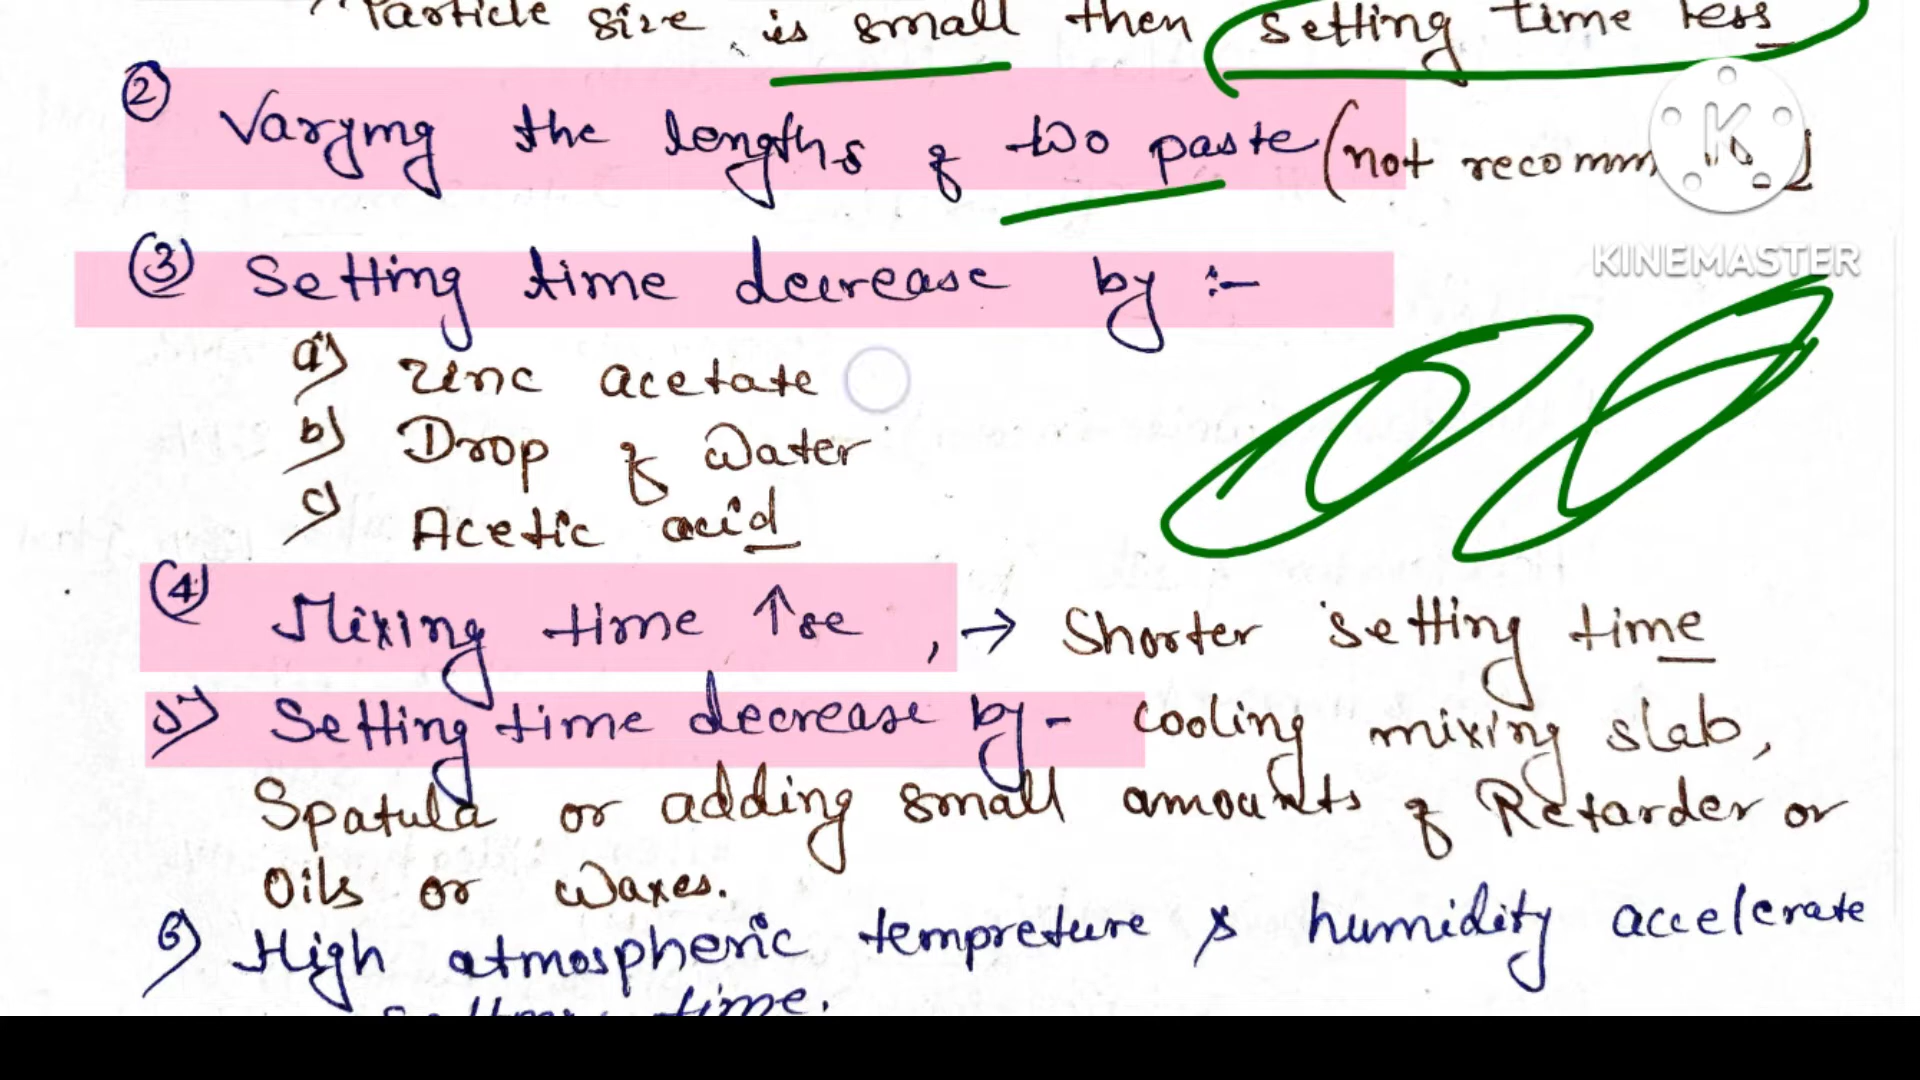 Particle size is small then setting time less
② Varying the lengths of two paste (not recomm
K
KINEMASTER
③ Setting time decrease by :-
a) zinc acetate
b) Drop of Water
c) Acetic acid
④ Mixing time ↑se , → Shorter setting time
5) Setting time decrease by - cooling mixing slab,
Spatula or adding small amounts of Retarder or
Oils or Waxes.
6) High atmospheric tempreture & humidity accelerate
time.